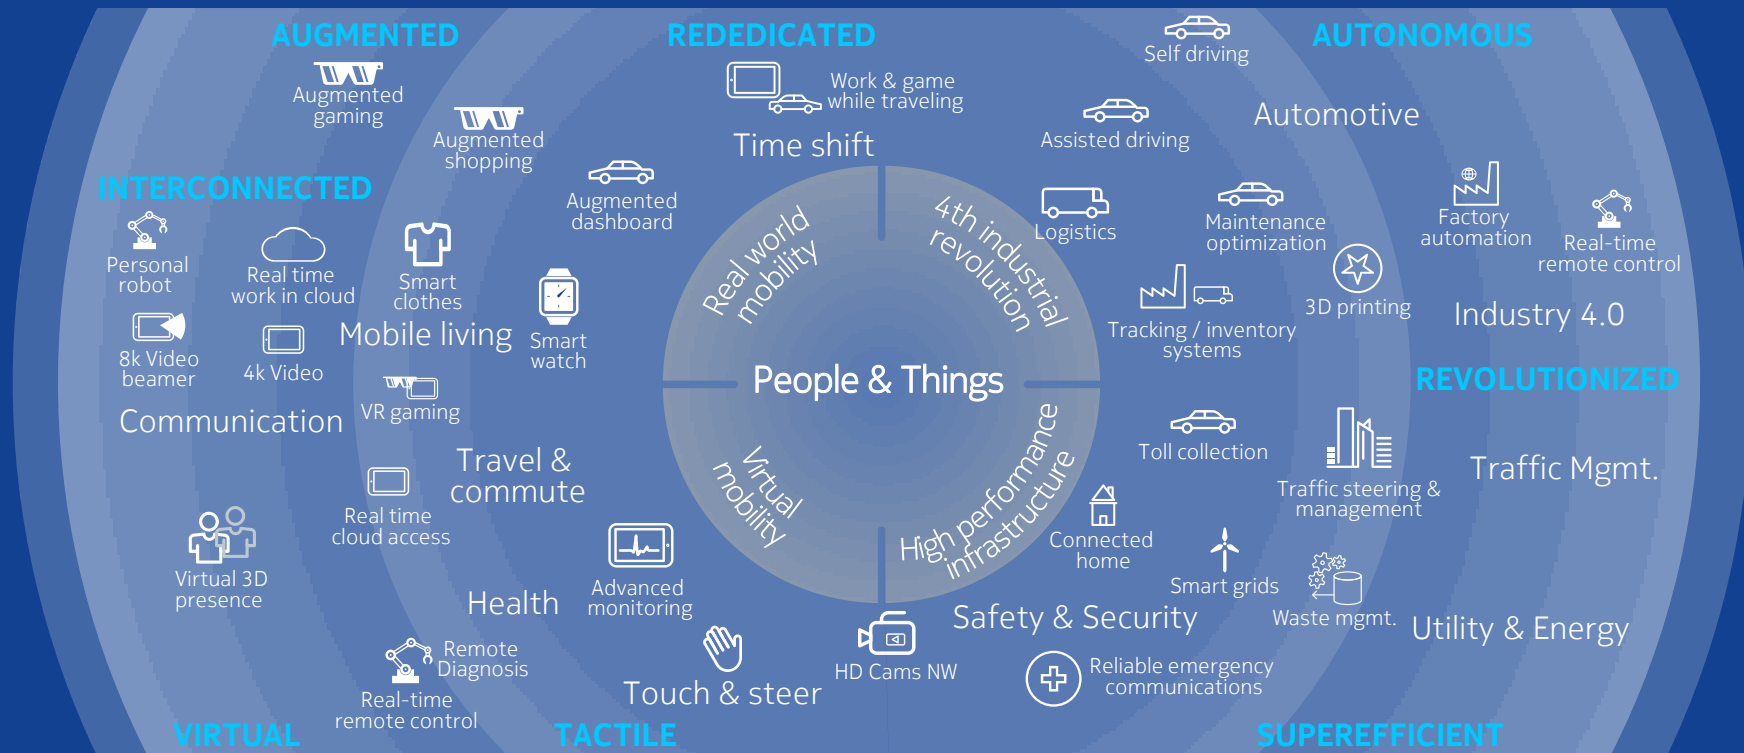 AUGMENTED
REDEDICATED
AUTONOMOUS
Self driving
Augmented
gaming
Work & game
while traveling
Assisted driving
Automotive
Augmented
shopping
Time shift
INTERCONNECTED
Augmented
dashboard
Personal
robot
Real time
work in cloud
Smart
clothes
Smart
watch
8k Video
beamer
4k Video
Mobile living
Communication
VR gaming
Travel &
commute
Real world
mobility
4th industrial
revolution
People & Things
Virtual
mobility
High performance
infrastructure
Logistics
Maintenance
optimization
Factory
automation
Real-time
remote control
3D printing
Tracking / inventory
systems
Industry 4.0
REVOLUTIONIZED
Toll collection
Traffic steering &
management
Traffic Mgmt.
Connected
home
Smart grids
Waste mgmt.
Utility & Energy
Safety & Security
Reliable emergency
communications
HD Cams NW
Real time
cloud access
Virtual 3D
presence
Advanced
monitoring
Health
Remote
Diagnosis
Real-time
remote control
Touch & steer
VIRTUAL
TACTILE
SUPEREFFICIENT